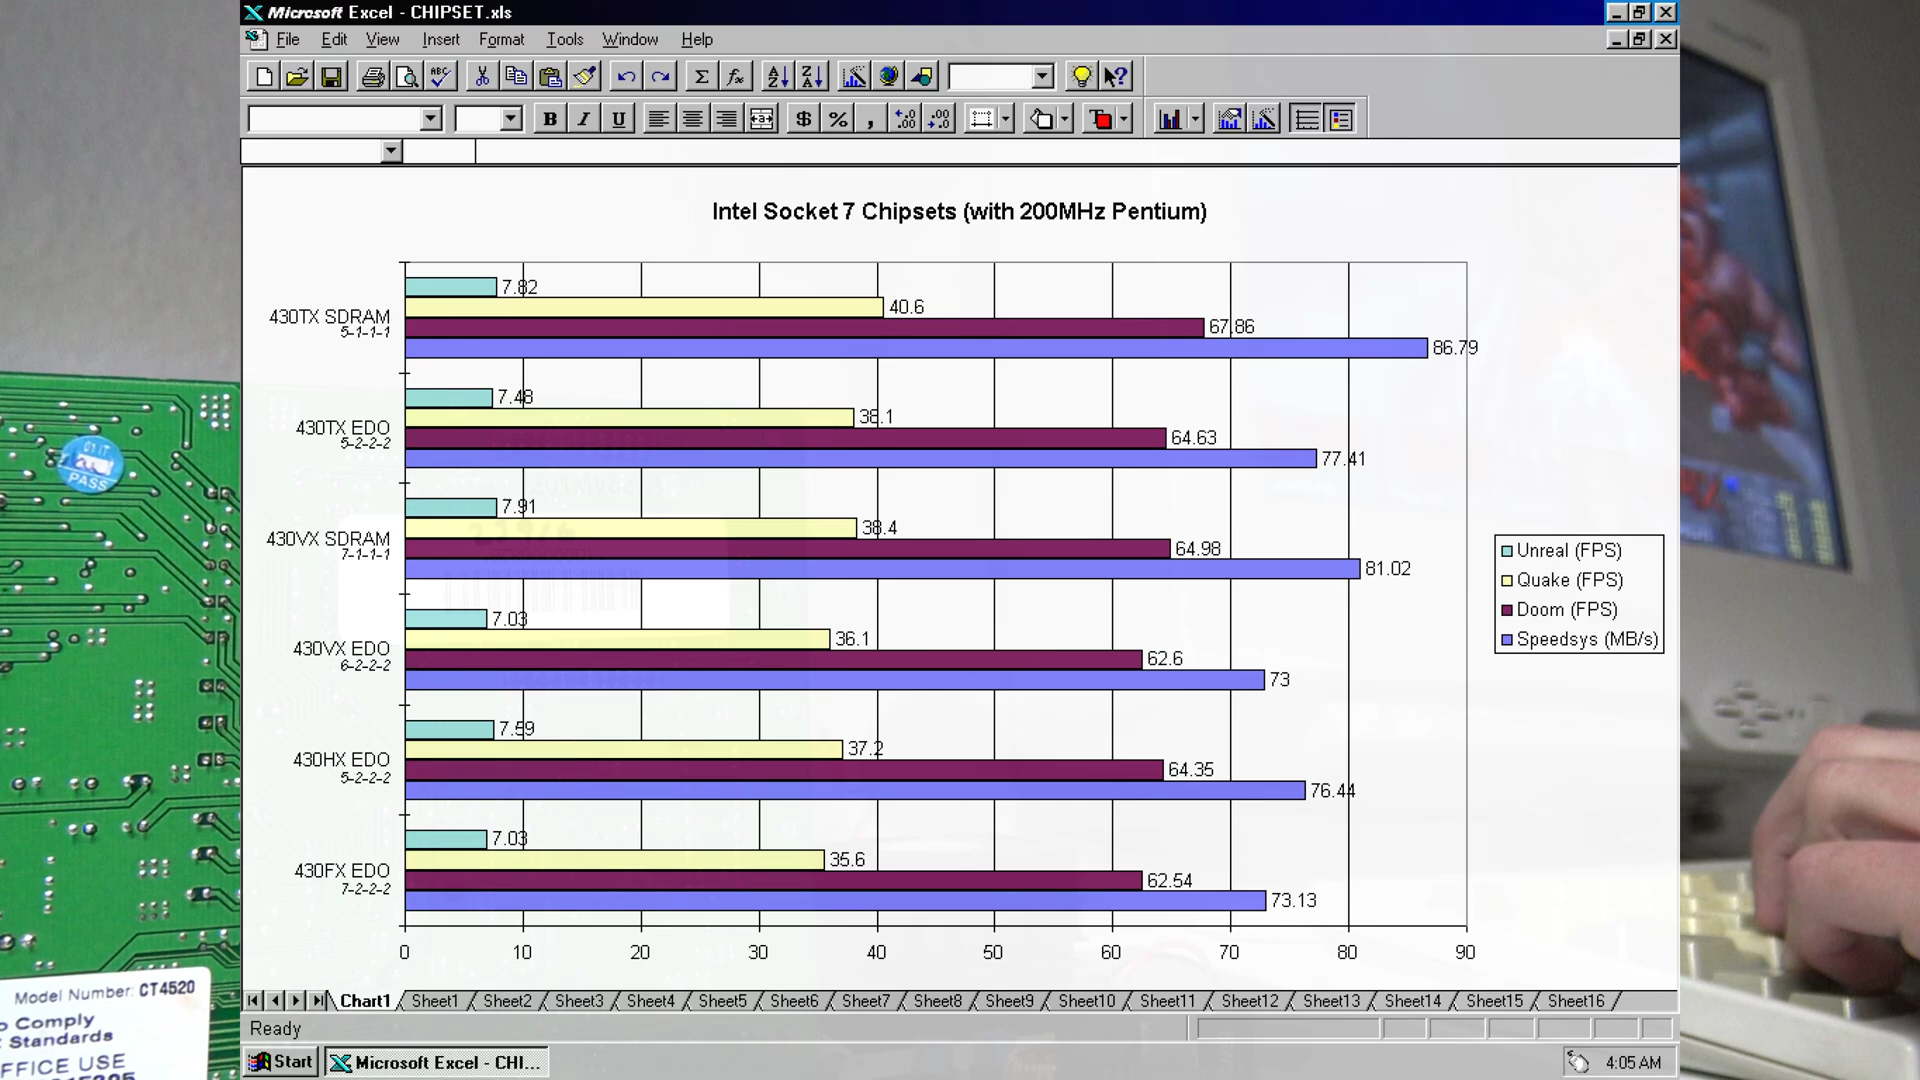 Microsoft Excel - CHIPSET.xls
File Edit View Insert Format Tools Window Help
ABC
B I U $ % ,
Intel Socket 7 Chipsets (with 200MHz Pentium)
7.82
40.6
430TX SDRAM
5-1-1-1
67.86
86.79
7.48
38.1
430TX EDO
5-2-2-2
64.63
77.41
7.91
38.4
430VX SDRAM
7-1-1-1
64.98
81.02
7.03
36.1
430VX EDO
6-2-2-2
62.6
73
7.59
37.2
430HX EDO
5-2-2-2
64.35
76.44
7.03
35.6
430FX EDO
7-2-2-2
62.54
73.13
0 10 20 30 40 50 60 70 80 90
Unreal (FPS)
Quake (FPS)
Doom (FPS)
Speedsys (MB/s)
Chart1 Sheet1 Sheet2 Sheet3 Sheet4 Sheet5 Sheet6 Sheet7 Sheet8 Sheet9 Sheet10 Sheet11 Sheet12 Sheet13 Sheet14 Sheet15 Sheet16
Ready
Start Microsoft Excel - CHI... 4:05 AM
PASS
Model Number: CT4520
Comply
Standards
FFICE USE